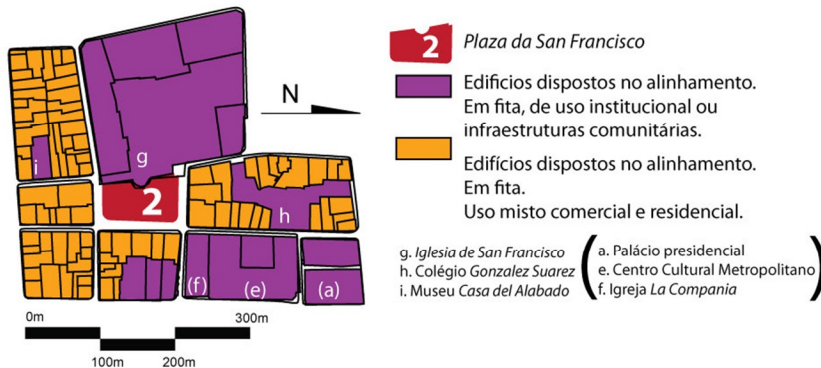 2
Plaza da San Francisco
Edificios dispostos no alinhamento.
Em fita, de uso institucional ou
infraestruturas comunitárias.
Edifícios dispostos no alinhamento.
Em fita.
Uso misto comercial e residencial.
g. Iglesia de San Francisco
h. Colégio Gonzalez Suarez
i. Museu Casa del Alabado
a. Palácio presidencial
e. Centro Cultural Metropolitano
f. Igreja La Compania
N
i
g
2
h
(f)
(e)
(a)
0m
300m
100m
200m